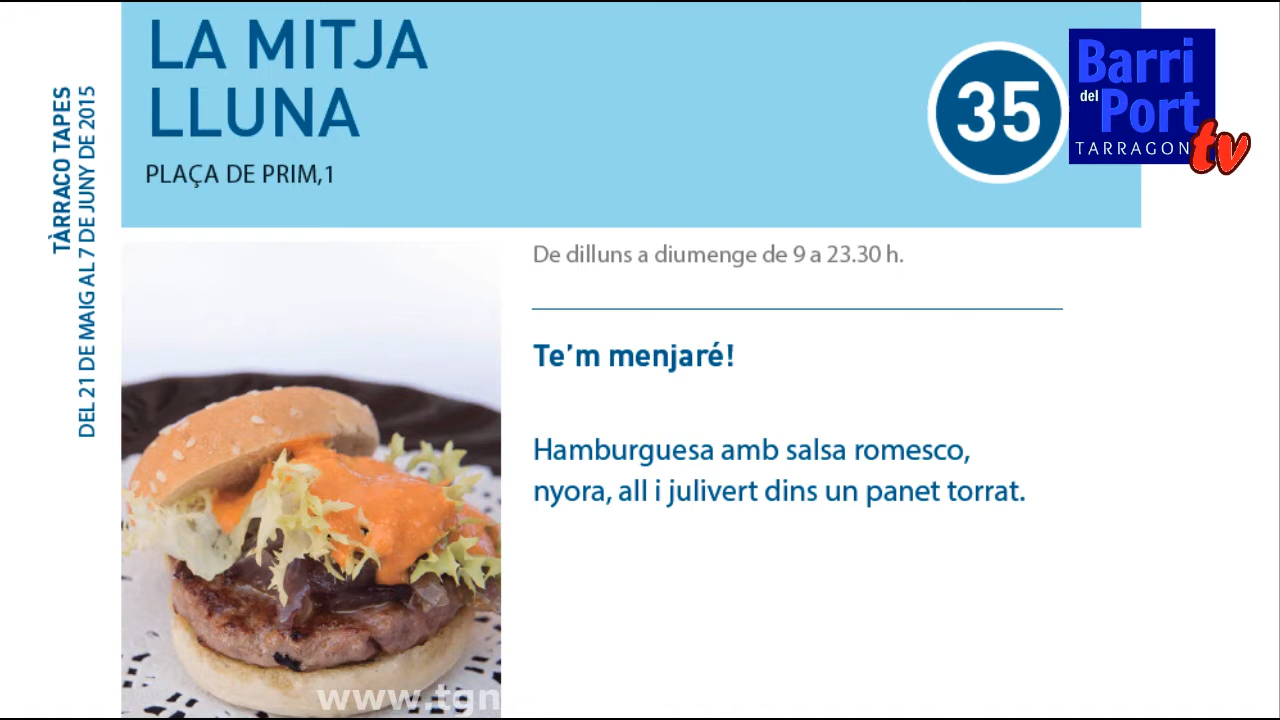 LA MITJA
LLUNA
PLAÇA DE PRIM,1
35
Barri
del Port
TARRAGON
tv
TÀRRACO TAPES
DEL 21 DE MAIG AL 7 DE JUNY DE 2015
De dilluns a diumenge de 9 a 23.30 h.
Te’m menjaré!
Hamburguesa amb salsa romesco,
nyora, all i julivert dins un panet torrat.
www.tgn